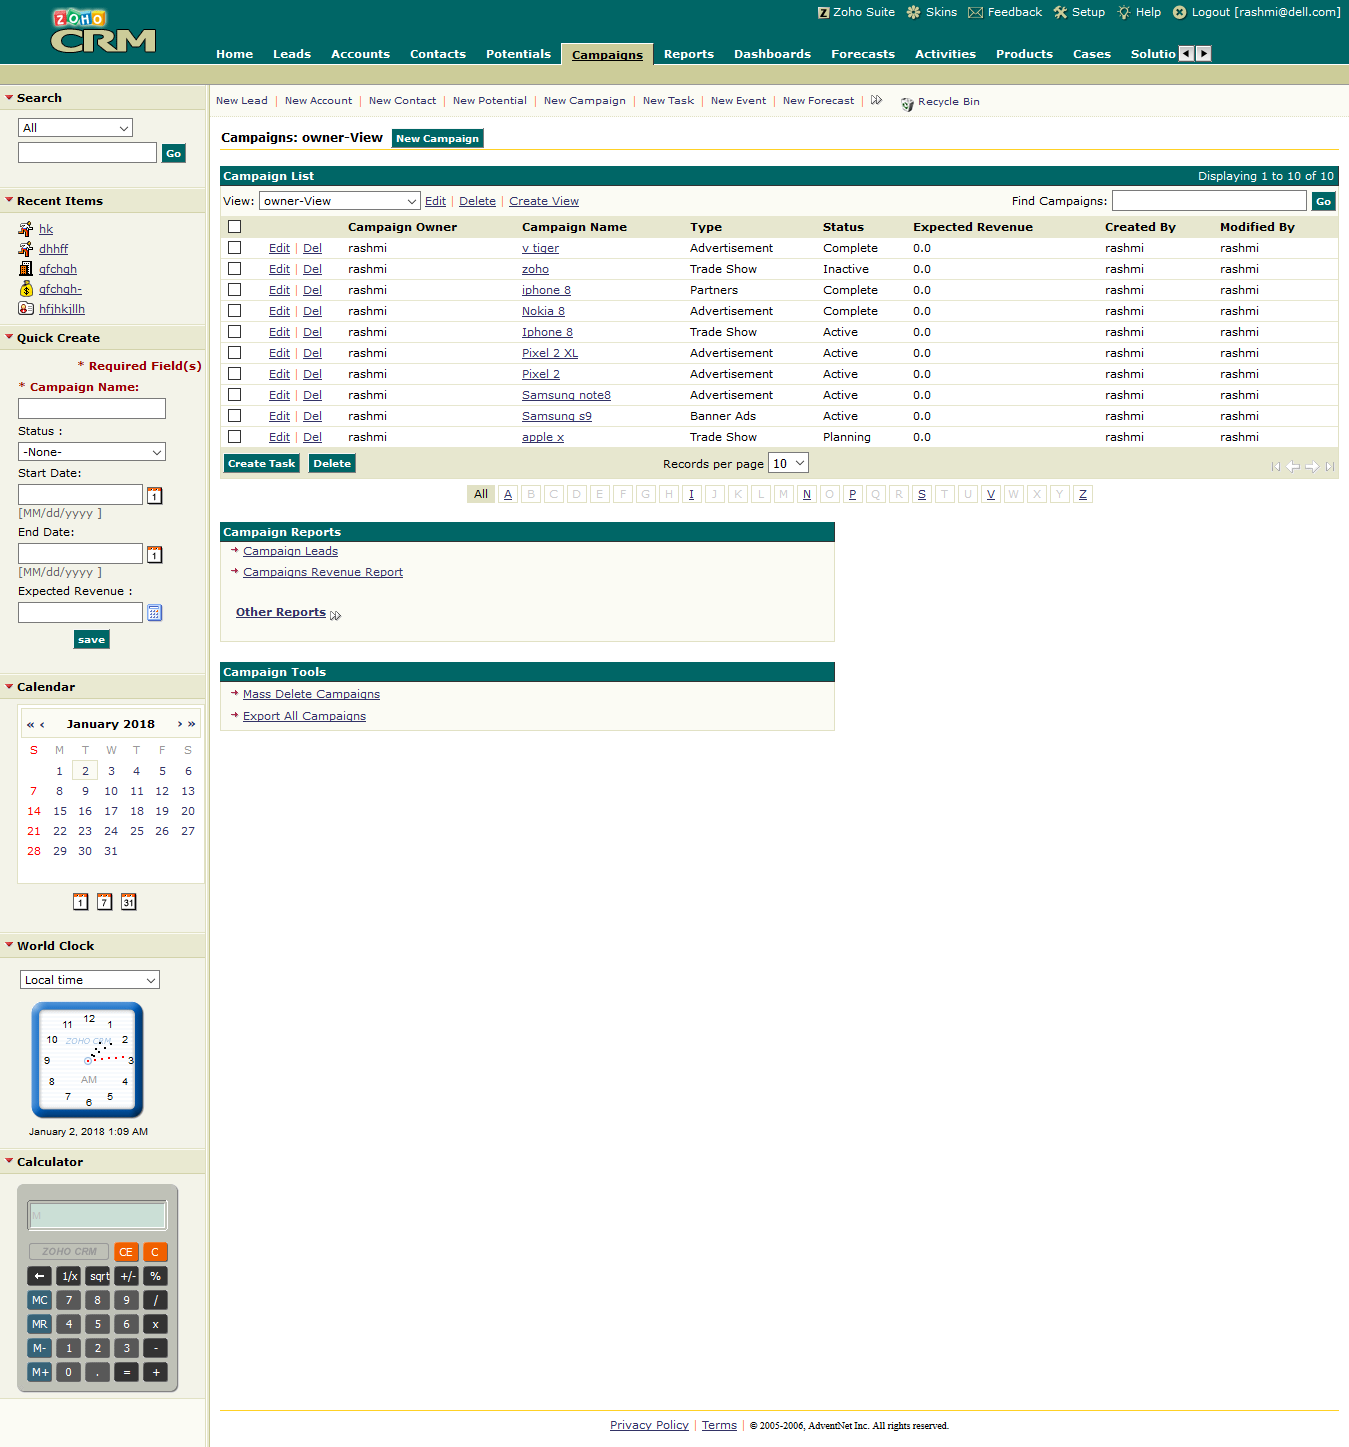 ZOHO CRM
Zoho Suite Skins Feedback Setup Help Logout [rashmi@dell.com]
Home Leads Accounts Contacts Potentials Campaigns Reports Dashboards Forecasts Activities Products Cases Solutio
New Lead | New Account | New Contact | New Potential | New Campaign | New Task | New Event | New Forecast | Recycle Bin
Search
All
Go
Recent Items
hk
dhhff
gfchgh
gfchgh-
hfjhkjllh
Quick Create
* Required Field(s)
* Campaign Name:
Status :
-None-
Start Date:
1
[MM/dd/yyyy ]
End Date:
1
[MM/dd/yyyy ]
Expected Revenue :
save
Calendar
« ‹ January 2018 › »
S M T W T F S
1 2 3 4 5 6
7 8 9 10 11 12 13
14 15 16 17 18 19 20
21 22 23 24 25 26 27
28 29 30 31
1 7 31
World Clock
Local time
12 1 2 3 4 5 6 7 8 9 10 11
ZOHO CRM
AM
January 2, 2018 1:09 AM
Calculator
M
ZOHO CRM CE C
1/x sqrt +/- %
MC 7 8 9 /
MR 4 5 6 x
M- 1 2 3 -
M+ 0 . = +
Campaigns: owner-View New Campaign
Campaign List Displaying 1 to 10 of 10
View: owner-View Edit | Delete | Create View Find Campaigns: Go
Campaign Owner Campaign Name Type Status Expected Revenue Created By Modified By
Edit | Del rashmi v tiger Advertisement Complete 0.0 rashmi rashmi
Edit | Del rashmi zoho Trade Show Inactive 0.0 rashmi rashmi
Edit | Del rashmi iphone 8 Partners Complete 0.0 rashmi rashmi
Edit | Del rashmi Nokia 8 Advertisement Complete 0.0 rashmi rashmi
Edit | Del rashmi Iphone 8 Trade Show Active 0.0 rashmi rashmi
Edit | Del rashmi Pixel 2 XL Advertisement Active 0.0 rashmi rashmi
Edit | Del rashmi Pixel 2 Advertisement Active 0.0 rashmi rashmi
Edit | Del rashmi Samsung note8 Advertisement Active 0.0 rashmi rashmi
Edit | Del rashmi Samsung s9 Banner Ads Active 0.0 rashmi rashmi
Edit | Del rashmi apple x Trade Show Planning 0.0 rashmi rashmi
Create Task Delete Records per page 10
All A B C D E F G H I J K L M N O P Q R S T U V W X Y Z
Campaign Reports
Campaign Leads
Campaigns Revenue Report
Other Reports
Campaign Tools
Mass Delete Campaigns
Export All Campaigns
Privacy Policy | Terms | © 2005-2006, AdventNet Inc. All rights reserved.